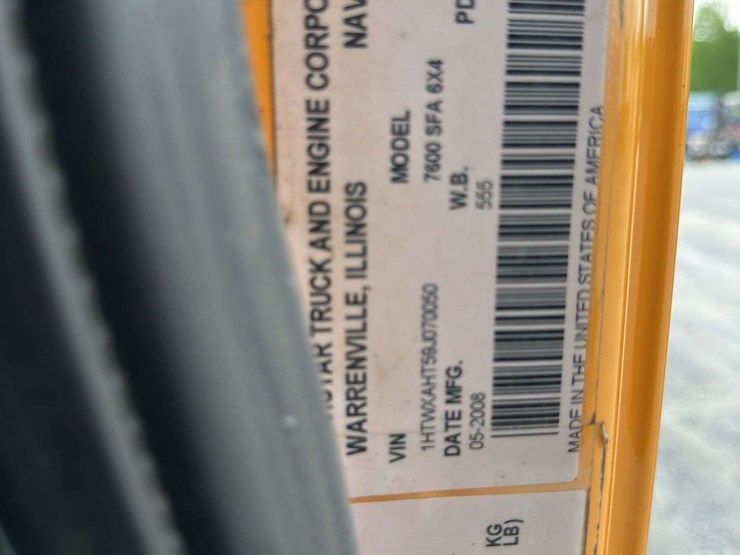 TRUCK AND ENGINE CORPO
WARRENVILLE, ILLINOIS NAV
VIN MODEL
1HTWXAHT59J070050 7600 SFA 6X4
DATE MFG. W.B. PD
05-2008 555
MADE IN THE UNITED STATES OF AMERICA
KG
LB)